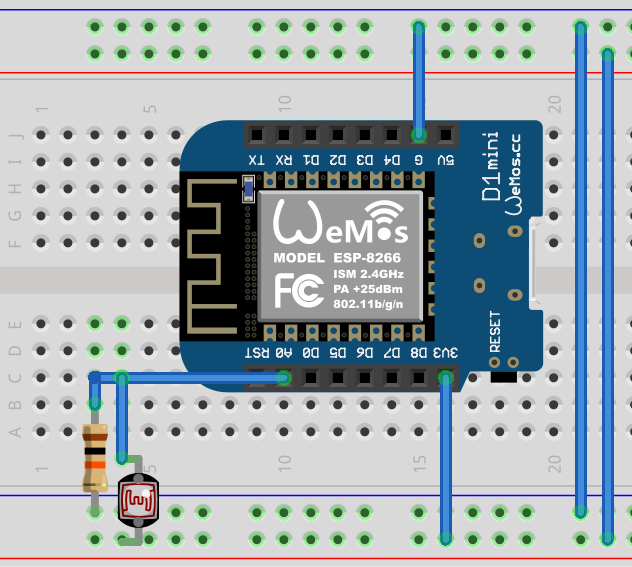 1 5 10 20
J
I
H
G
F
TX RX D1 D2 D3 D4 G 5V
D1 mini
WeMos.cc
WeMos
MODEL ESP-8266
FC
ISM 2.4GHz
PA +25dBm
802.11b/g/n
RST A0 D0 D5 D6 D7 D8 3V3
RESET
E
D
C
B
A
1 5 10 15 20